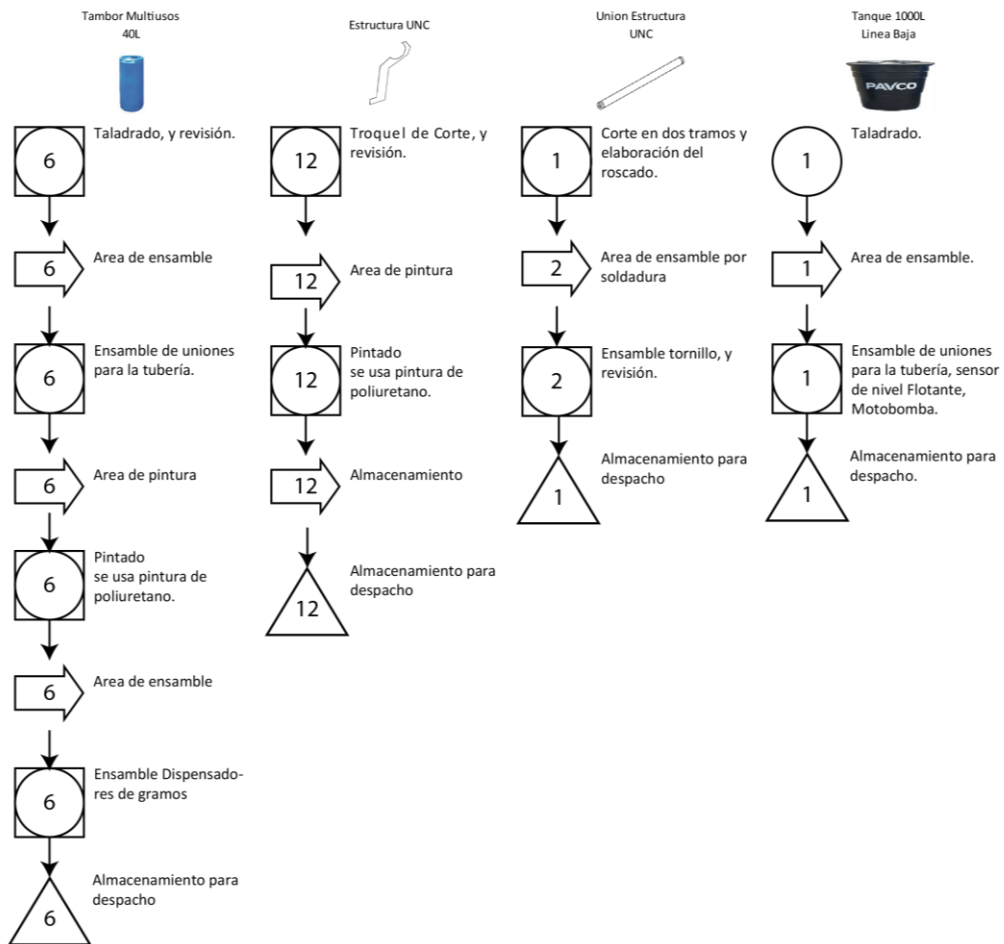 Tambor Multiusos
40L
6
Taladrado, y revisión.
6
Area de ensamble
6
Ensamble de uniones
para la tubería.
6
Area de pintura
6
Pintado
se usa pintura de
poliuretano.
6
Area de ensamble
6
Ensamble Dispensado-
res de gramos
6
Almacenamiento para
despacho
Estructura UNC
12
Troquel de Corte, y
revisión.
12
Area de pintura
12
Pintado
se usa pintura de
poliuretano.
12
Almacenamiento
12
Almacenamiento para
despacho
Union Estructura
UNC
1
Corte en dos tramos y
elaboración del
roscado.
2
Area de ensamble por
soldadura
2
Ensamble tornillo, y
revisión.
1
Almacenamiento para
despacho
Tanque 1000L
Linea Baja
PAVCO
1
Taladrado.
1
Area de ensamble.
1
Ensamble de uniones
para la tubería, sensor
de nivel Flotante,
Motobomba.
1
Almacenamiento para
despacho.